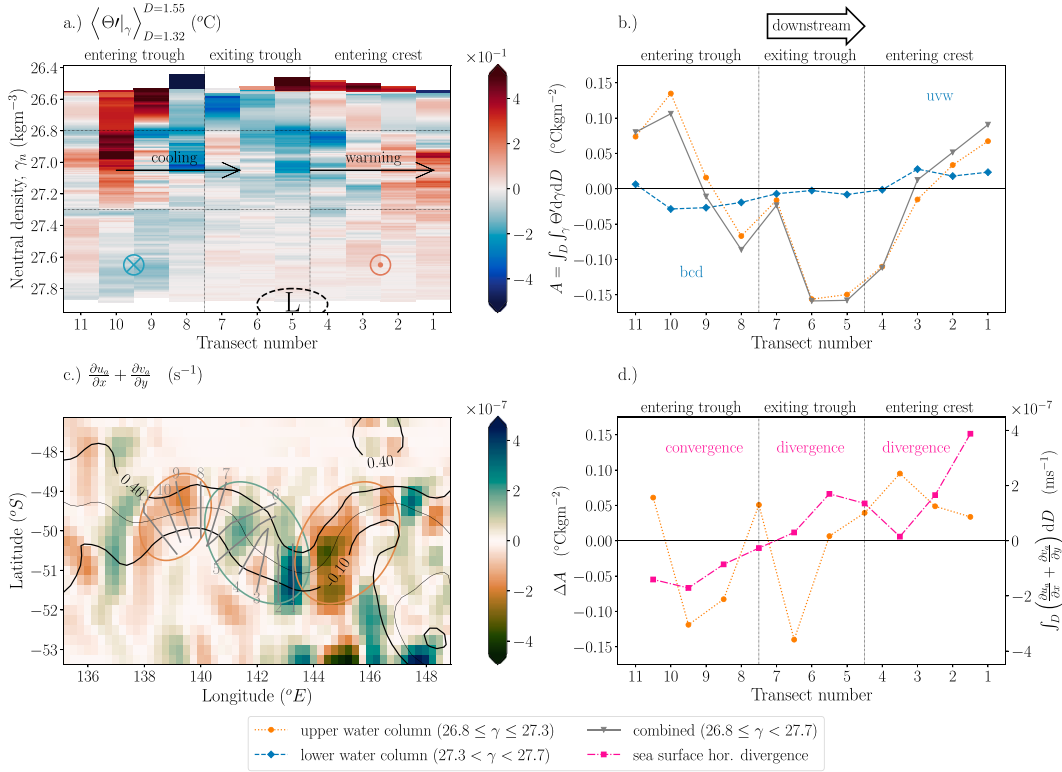 a.) ⟨Θ′|γ⟩ D=1.55 D=1.32 (°C)
entering trough exiting trough entering crest
×10⁻¹
26.4
26.6
26.8
27.0
27.2
27.4
27.6
27.8
Neutral density, γn (kgm⁻³)
cooling
warming
L
11 10 9 8 7 6 5 4 3 2 1
Transect number
4
2
0
−2
−4
b.)
downstream
entering trough exiting trough entering crest
A = ∫D ∫γ Θ′dγdD (°Ckgm⁻²)
0.15
0.10
0.05
0.00
−0.05
−0.10
−0.15
uvw
bcd
11 10 9 8 7 6 5 4 3 2 1
Transect number
c.) ∂uₐ/∂x + ∂vₐ/∂y (s⁻¹)
×10⁻⁷
−48
−49
−50
−51
−52
−53
Latitude (°S)
0.40
0.40
-0.10
10 9 8 7 6
5 4 3 2
136 138 140 142 144 146 148
Longitude (°E)
4
2
0
−2
−4
d.)
×10⁻⁷
entering trough exiting trough entering crest
convergence divergence divergence
ΔA (°Ckgm⁻²)
0.15
0.10
0.05
0.00
−0.05
−0.10
−0.15
4
2
0
−2
−4
∫D (∂uₐ/∂x + ∂vₐ/∂y) dD (ms⁻¹)
11 10 9 8 7 6 5 4 3 2 1
Transect number
upper water column (26.8 ≤ γ ≤ 27.3)
lower water column (27.3 < γ < 27.7)
combined (26.8 ≤ γ < 27.7)
sea surface hor. divergence